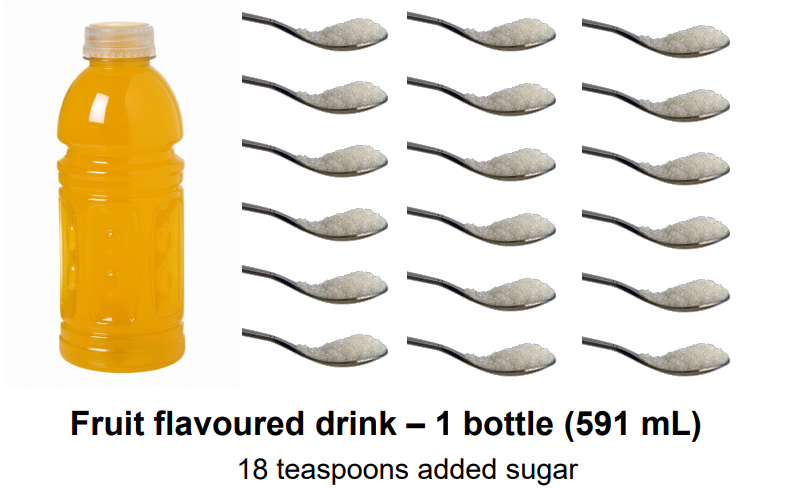 Fruit flavoured drink – 1 bottle (591 mL)
18 teaspoons added sugar